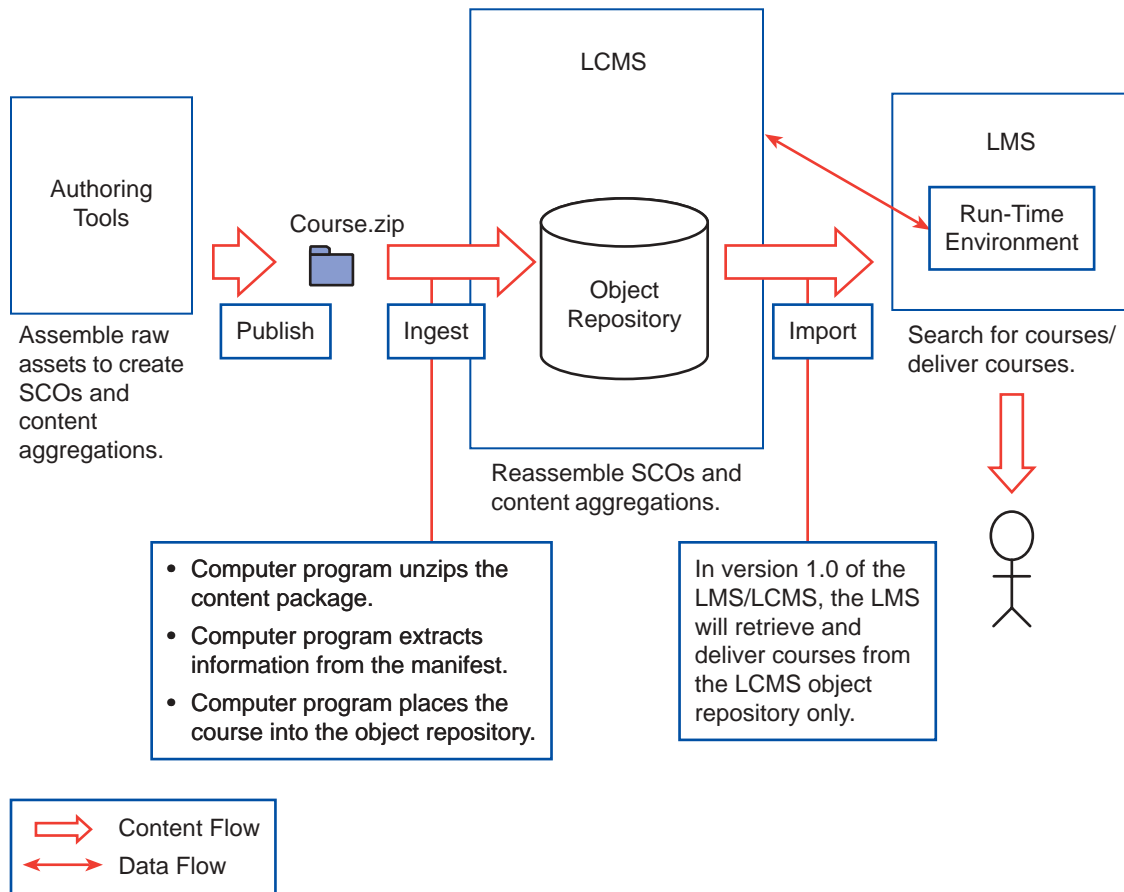 LCMS
LMS
Authoring
Tools
Run-Time
Environment
Course.zip
Object
Repository
Publish
Ingest
Import
Assemble raw
assets to create
SCOs and
content
aggregations.
Search for courses/
deliver courses.
Reassemble SCOs and
content aggregations.
• Computer program unzips the
content package.
• Computer program extracts
information from the manifest.
• Computer program places the
course into the object repository.
In version 1.0 of the
LMS/LCMS, the LMS
will retrieve and
deliver courses from
the LCMS object
repository only.
Content Flow
Data Flow